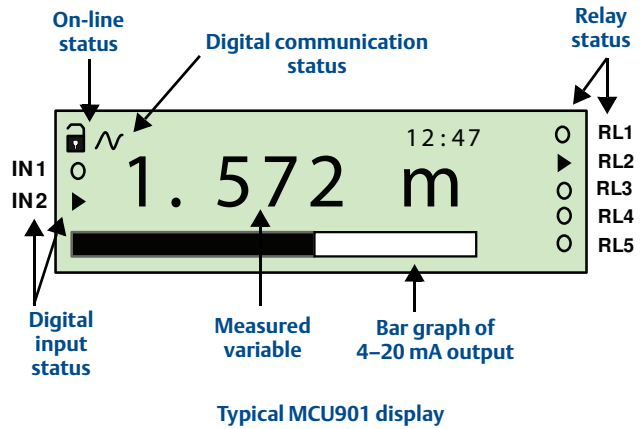 On-line
status
Digital communication
status
Relay
status
12:47
RL1
IN1
RL2
1. 572 m
RL3
IN2
RL4
RL5
Digital
input
status
Measured
variable
Bar graph of
4–20 mA output
Typical MCU901 display